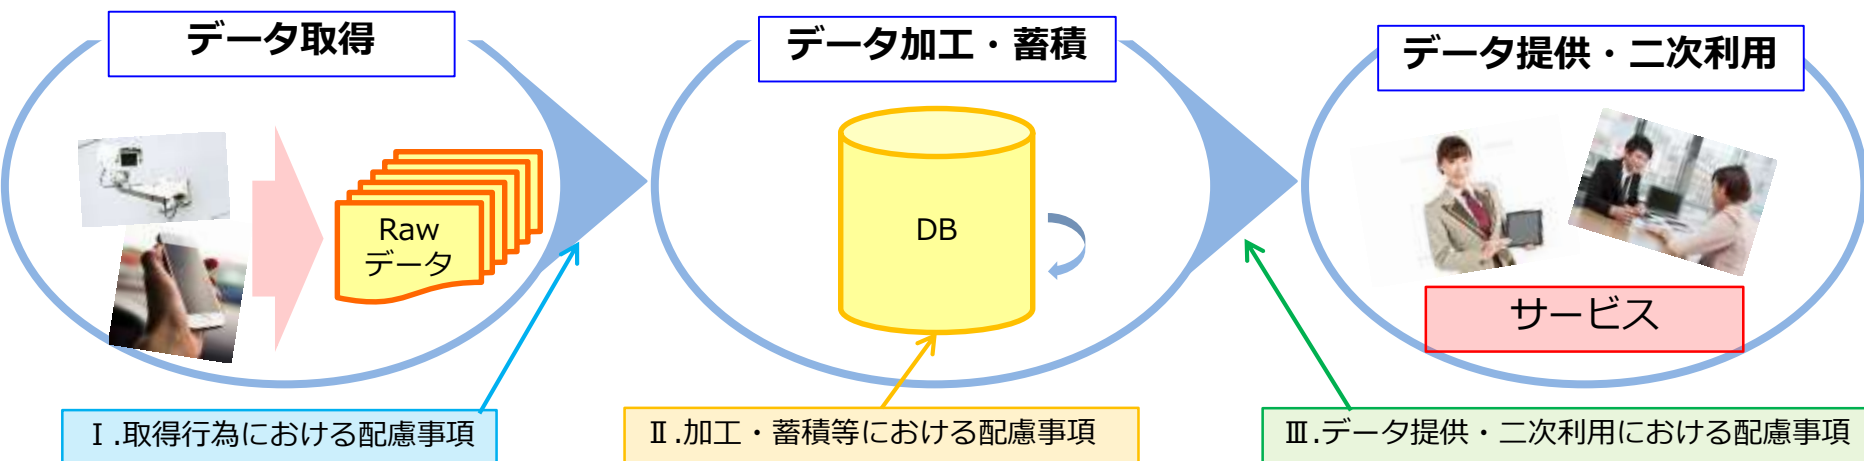 データ取得
データ加工・蓄積
データ提供・二次利用
Raw
データ
DB
サービス
Ⅰ.取得行為における配慮事項
Ⅱ.加工・蓄積等における配慮事項
Ⅲ.データ提供・二次利用における配慮事項